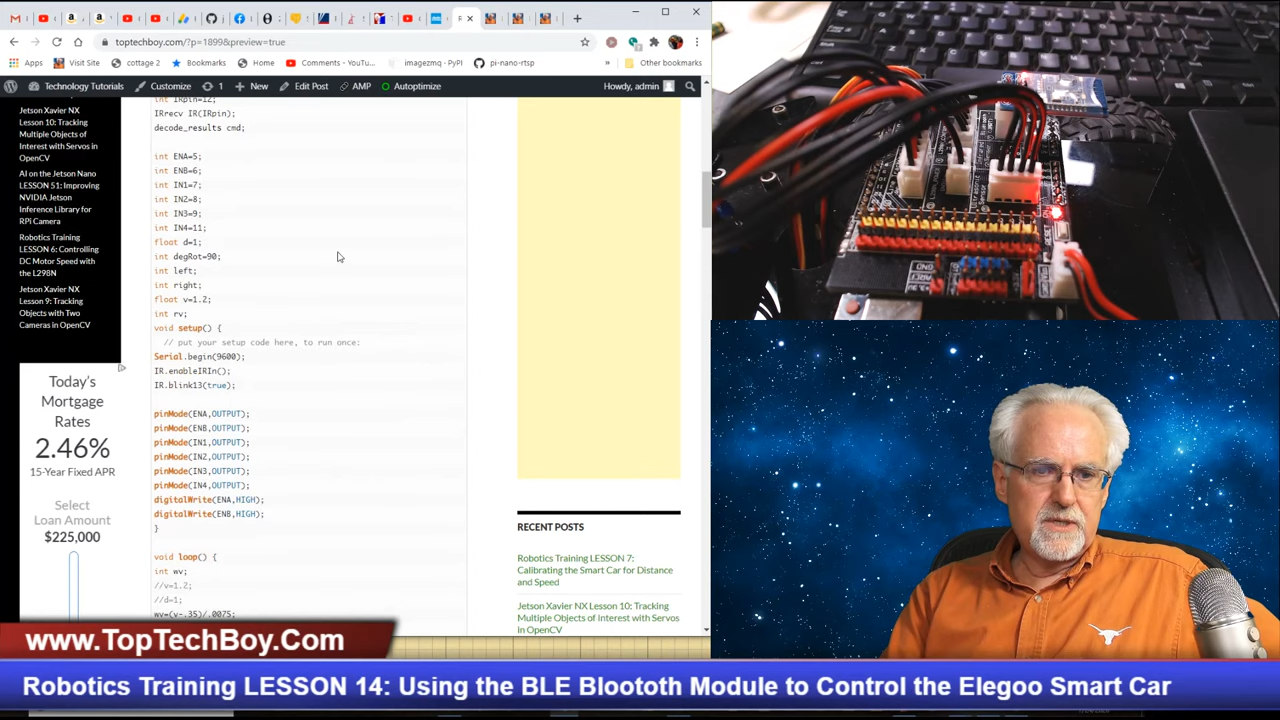 toptechboy.com/?p=1899&preview=true
Apps Visit Site cottage 2 Bookmarks Home Comments - YouTu... imagezmq · PyPI pi-nano-rtsp » Other bookmarks
Technology Tutorials Customize 1 New Edit Post AMP Autoptimize Howdy, admin
Jetson Xavier NX
Lesson 10: Tracking
Multiple Objects of
Interest with Servos
in OpenCV
AI on the Jetson Nano
LESSON 51: Improving
NVIDIA Jetson
Inference Library for
RPi Camera
Robotics Training
LESSON 6: Controlling
DC Motor Speed with
the L298N
Jetson Xavier NX
Lesson 9: Tracking
Objects with Two
Cameras in OpenCV
Today's
Mortgage
Rates
2.46%
15-Year Fixed APR
Select
Loan Amount
$225,000
int IRpin=12;
IRrecv IR(IRpin);
decode_results cmd;
int ENA=5;
int ENB=6;
int IN1=7;
int IN2=8;
int IN3=9;
int IN4=11;
float d=1;
int degRot=90;
int left;
int right;
float v=1.2;
int rv;
void setup() {
// put your setup code here, to run once:
Serial.begin(9600);
IR.enableIRIn();
IR.blink13(true);
pinMode(ENA,OUTPUT);
pinMode(ENB,OUTPUT);
pinMode(IN1,OUTPUT);
pinMode(IN2,OUTPUT);
pinMode(IN3,OUTPUT);
pinMode(IN4,OUTPUT);
digitalWrite(ENA,HIGH);
digitalWrite(ENB,HIGH);
}
void loop() {
int wv;
//v=1.2;
//d=1;
wv=(v-.35)/.0075;
RECENT POSTS
Robotics Training LESSON 7:
Calibrating the Smart Car for Distance
and Speed
Jetson Xavier NX Lesson 10: Tracking
Multiple Objects of Interest with Servos
in OpenCV
www.TopTechBoy.Com
Robotics Training LESSON 14: Using the BLE Bloototh Module to Control the Elegoo Smart Car